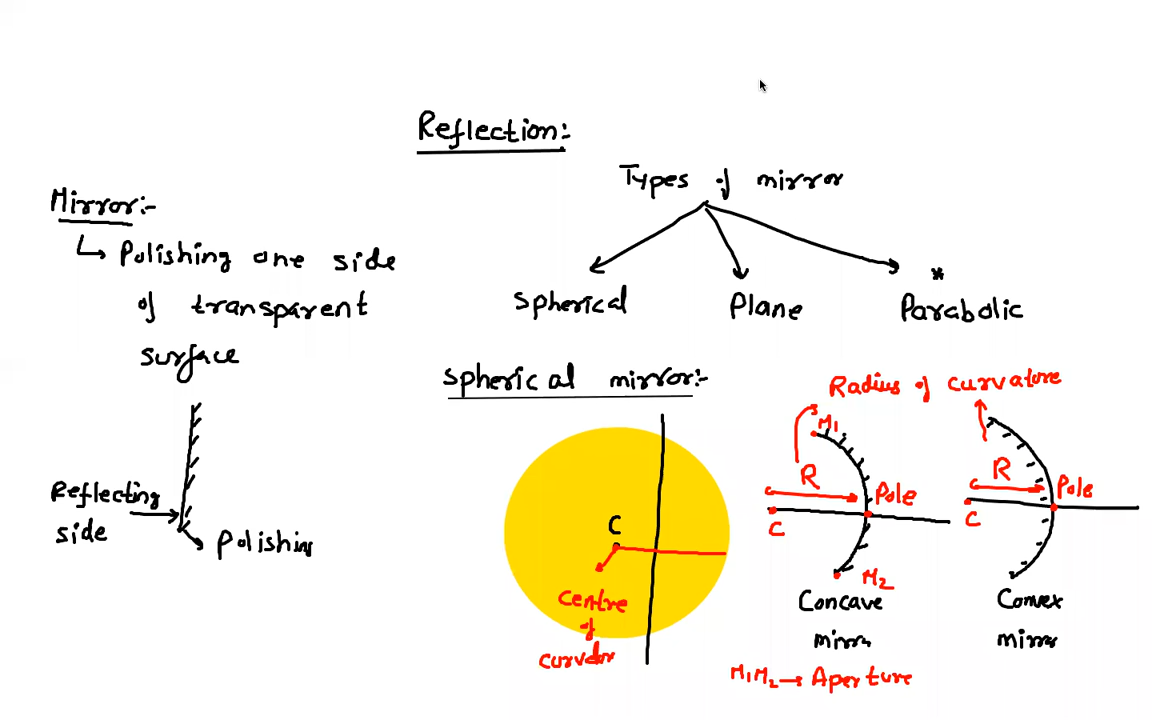 Reflection:-
Types of mirror
Mirror:-
Polishing one side
of transparent
surface
*
Spherical Plane Parabolic
Spherical mirror:-
Radius of curvature
M1
R
Pole
C
M2
R
Pole
C
Reflecting
side
Polishing
C
Centre
of
Concave
mirror
Convex
mirror
M1M2 → Aperture